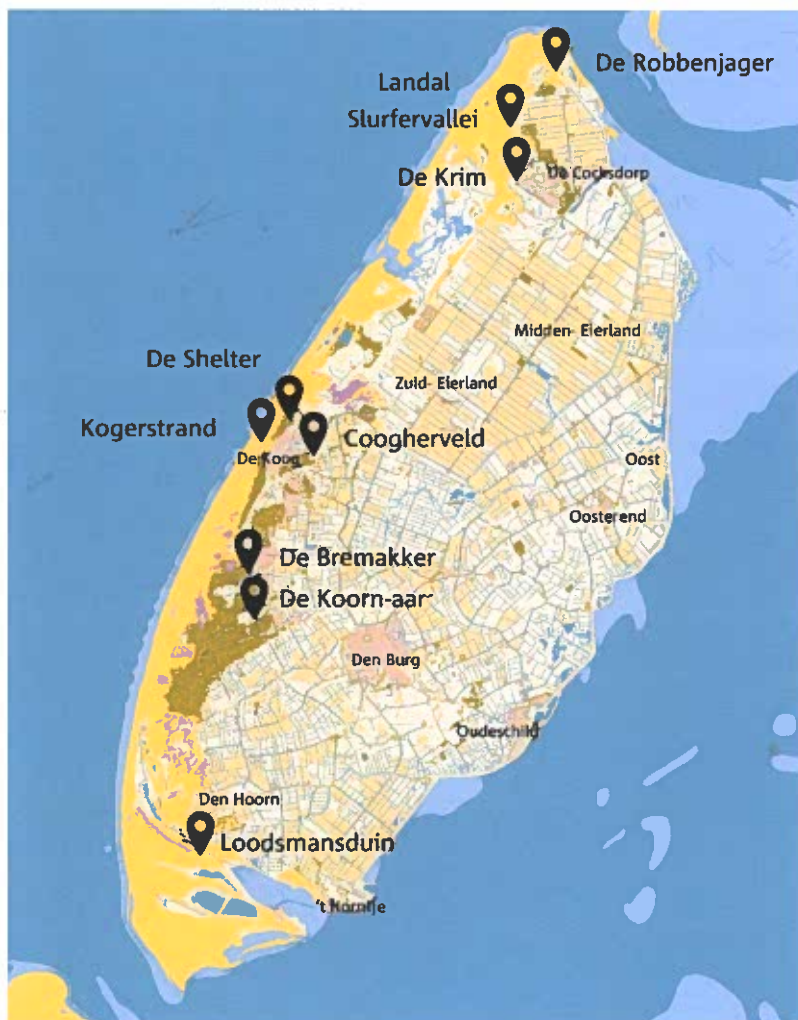 De Robbenjager
Landal
Slurfervallei
De Krim
De Cocksdorp
Midden- Eierland
De Shelter
Zuid- Eierland
Kogerstrand
Coogherveld
De Koog
Oost
Oosterend
De Bremakker
De Koorn-aar
Den Burg
Oudeschild
Den Hoorn
Loodsmansduin
't Horntje